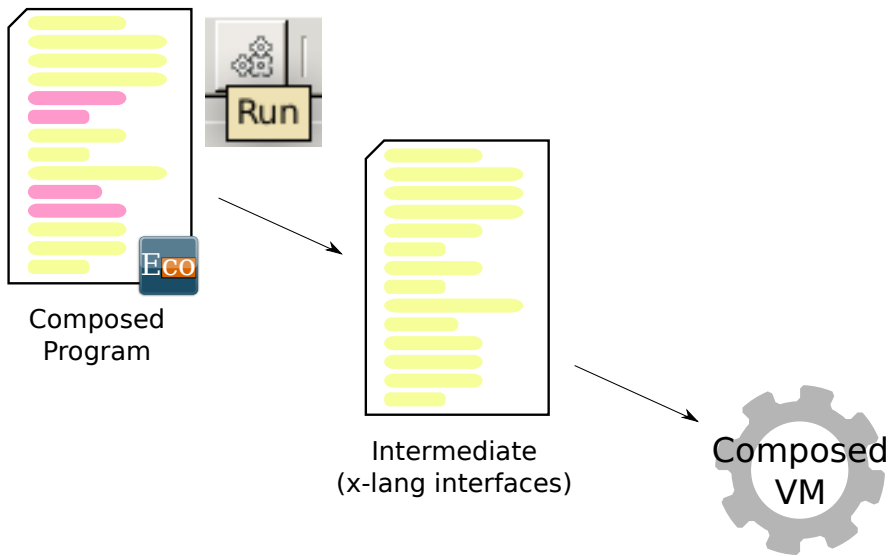 Run
Eco
Composed
Program
Intermediate
(x-lang interfaces)
Composed
VM